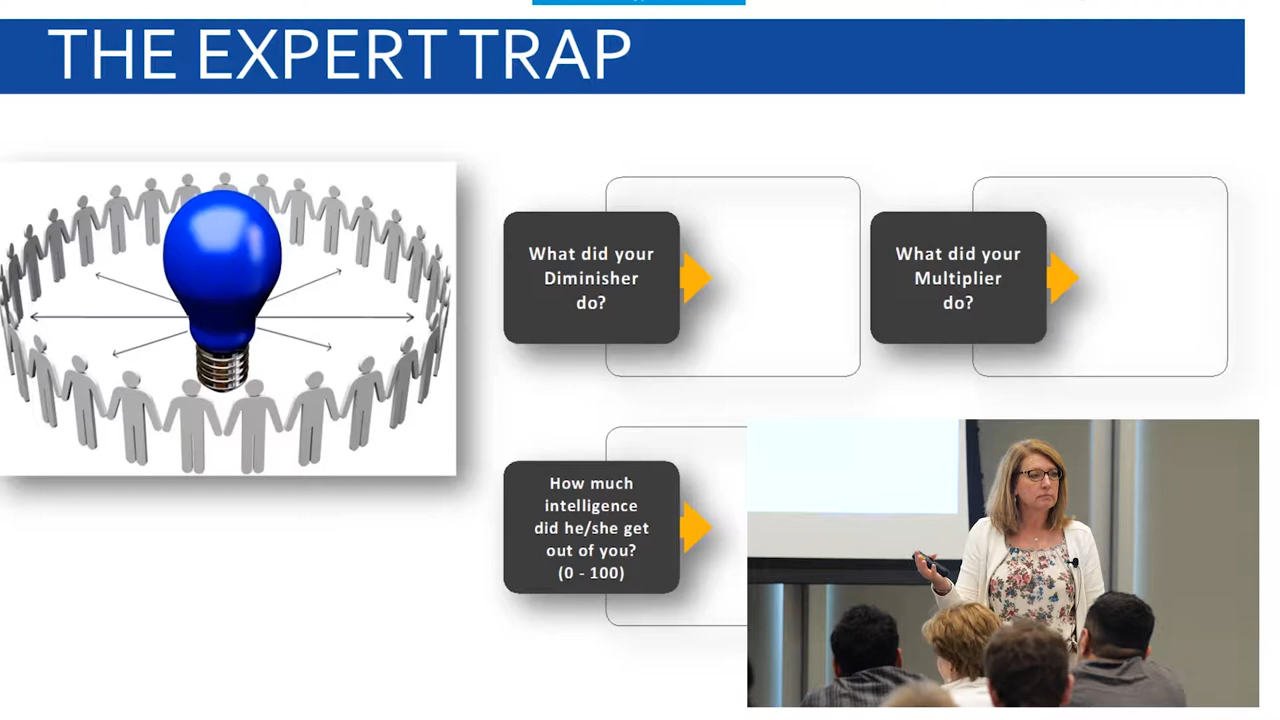 THE EXPERT TRAP
What did your
Diminisher
do?
What did your
Multiplier
do?
How much
intelligence
did he/she get
out of you?
(0 - 100)